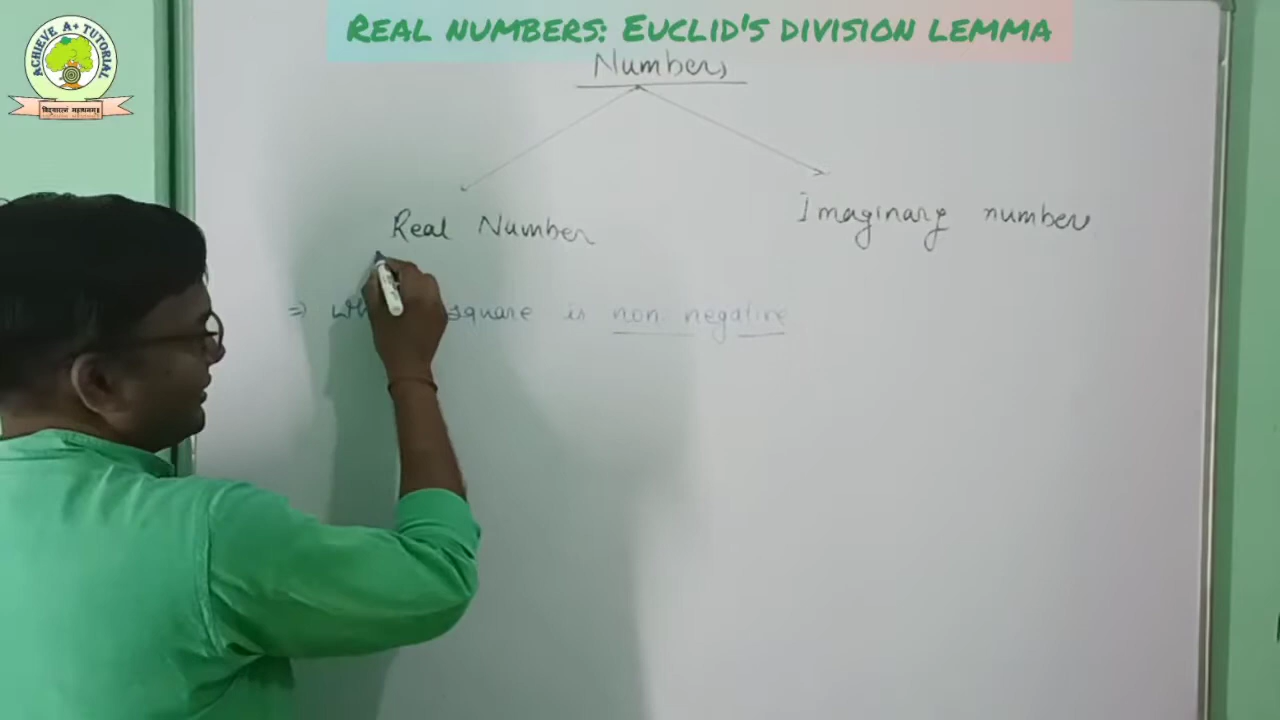 ACHIEVE A+ TUTORIAL
REAL NUMBERS: EUCLID'S DIVISION LEMMA
Numbers
Real Number
Imaginary number
⇒ square is non negative